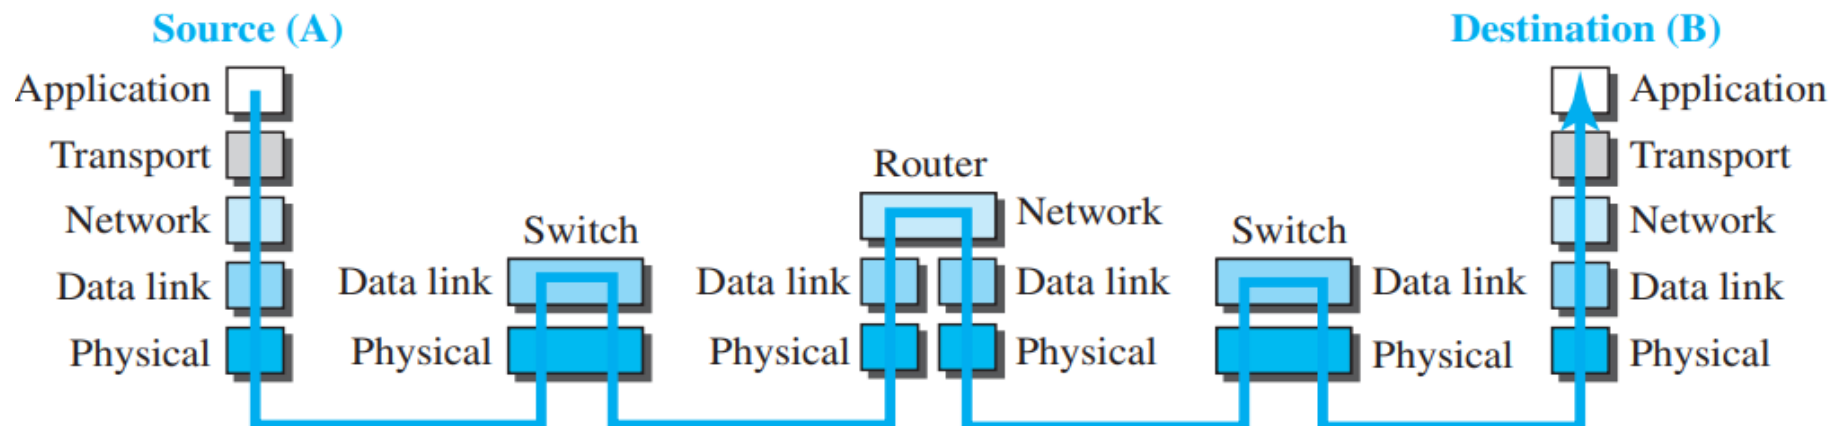 Source (A)
Destination (B)
Application
Application
Transport
Transport
Router
Network
Network
Network
Switch
Switch
Data link
Data link
Data link
Data link
Data link
Data link
Physical
Physical
Physical
Physical
Physical
Physical